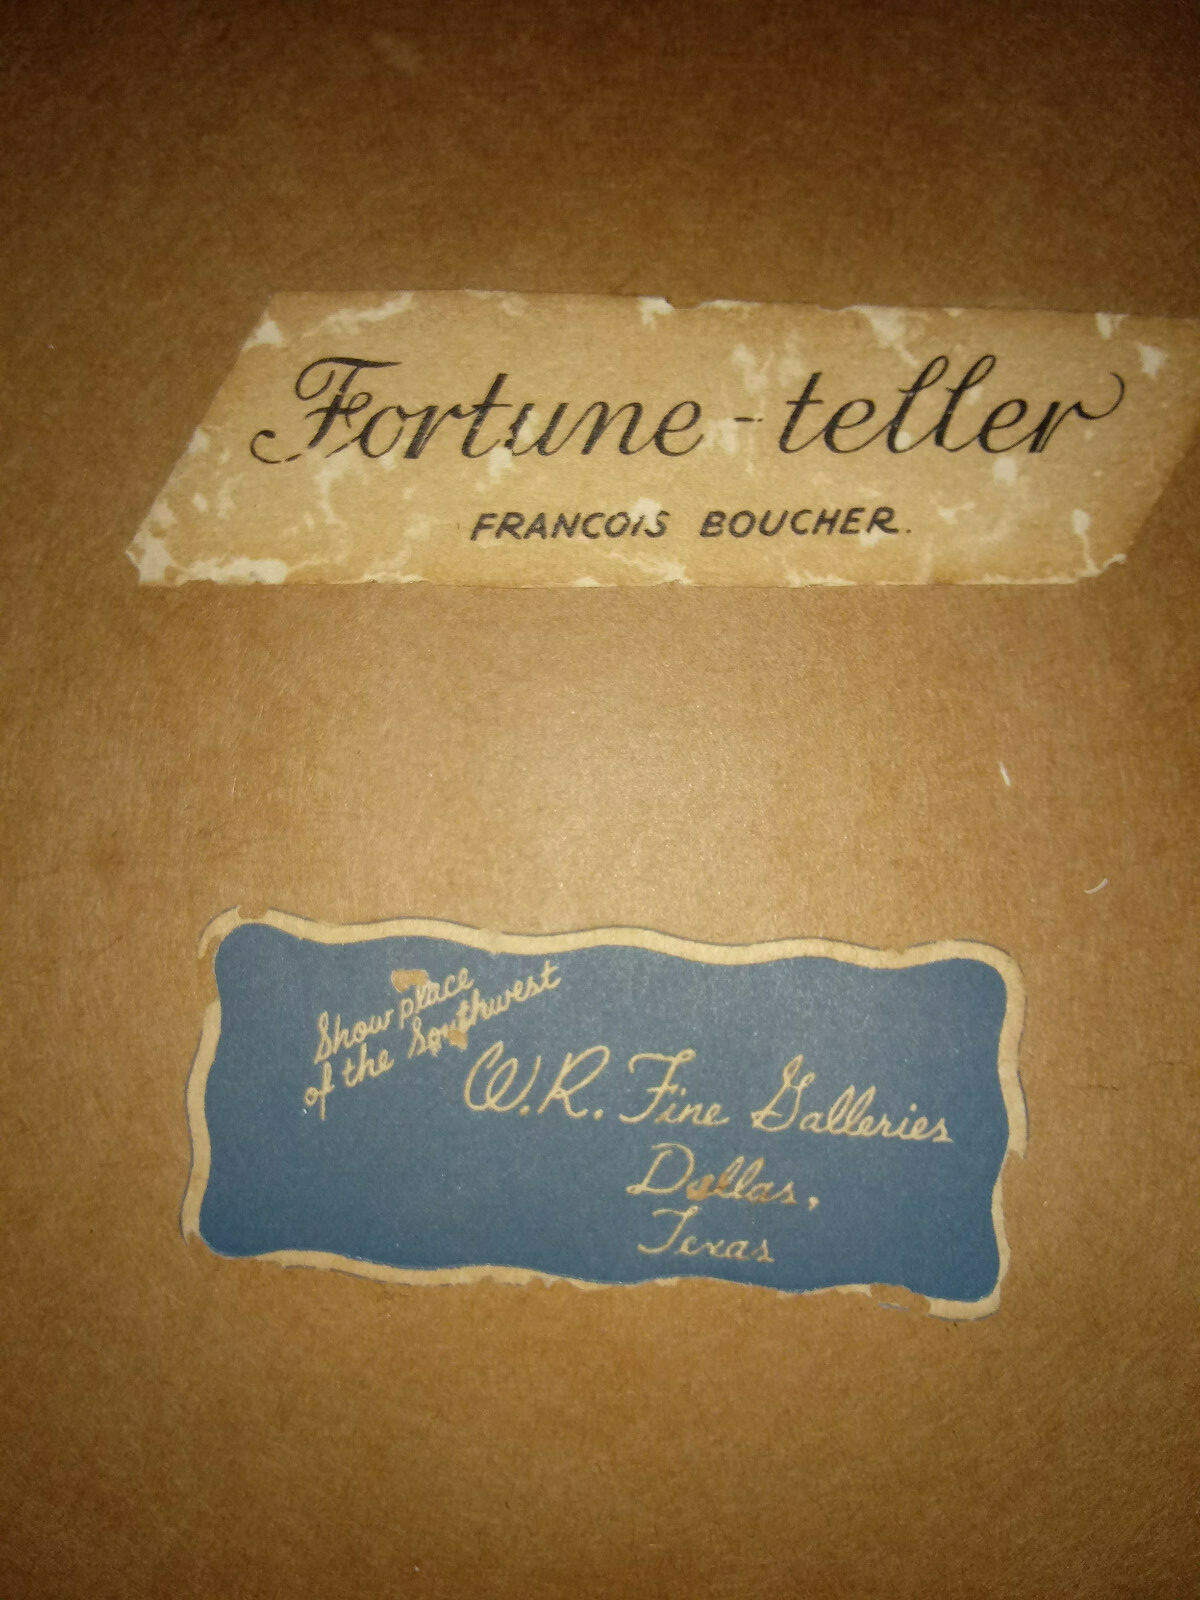 Fortune-teller
FRANCOIS BOUCHER.
Show place
of the Southwest
W.R. Fine Galleries
Dallas,
Texas